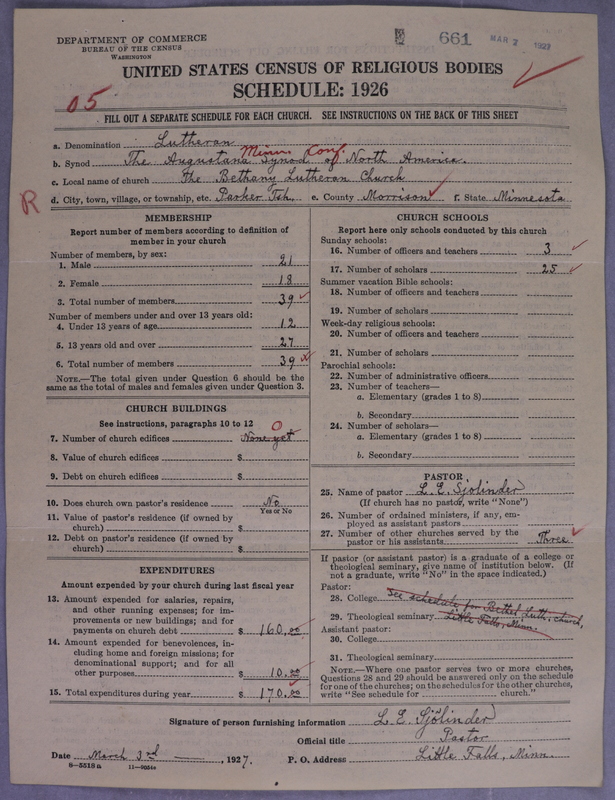 DEPARTMENT OF COMMERCE
BUREAU OF THE CENSUS
WASHINGTON
661
MAR 2 1927
UNITED STATES CENSUS OF RELIGIOUS BODIES
SCHEDULE: 1926
05
FILL OUT A SEPARATE SCHEDULE FOR EACH CHURCH. SEE INSTRUCTIONS ON THE BACK OF THIS SHEET
a. Denomination Lutheran
b. Synod The Augustana Synod of North America.
Minn Conf.
c. Local name of church The Bethany Lutheran Church
R
d. City, town, village, or township, etc. Parker Tsh. e. County Morrison f. State Minnesota
MEMBERSHIP
Report number of members according to definition of member in your church
Number of members, by sex:
1. Male 21
2. Female 18
3. Total number of members 39
Number of members under and over 13 years old:
4. Under 13 years of age 12
5. 13 years old and over 27
6. Total number of members 39
NOTE.—The total given under Question 6 should be the
same as the total of males and females given under Question 3.
CHURCH BUILDINGS
See instructions, paragraphs 10 to 12
7. Number of church edifices None yet 0
8. Value of church edifices $
9. Debt on church edifices $
10. Does church own pastor's residence No
Yes or No
11. Value of pastor's residence (if owned by
church) $
12. Debt on pastor's residence (if owned by
church) $
EXPENDITURES
Amount expended by your church during last fiscal year
13. Amount expended for salaries, repairs,
and other running expenses; for im-
provements or new buildings; and for
payments on church debt $ 160.00
14. Amount expended for benevolences, in-
cluding home and foreign missions; for
denominational support; and for all
other purposes $ 10.00
15. Total expenditures during year $ 170.00
CHURCH SCHOOLS
Report here only schools conducted by this church
Sunday schools:
16. Number of officers and teachers 3
17. Number of scholars 25
Summer vacation Bible schools:
18. Number of officers and teachers
19. Number of scholars
Week-day religious schools:
20. Number of officers and teachers
21. Number of scholars
Parochial schools:
22. Number of administrative officers
23. Number of teachers—
a. Elementary (grades 1 to 8)
b. Secondary
24. Number of scholars—
a. Elementary (grades 1 to 8)
b. Secondary
PASTOR
25. Name of pastor L. E. Sjölinder
(If church has no pastor, write "None")
26. Number of ordained ministers, if any, em-
ployed as assistant pastors
27. Number of other churches served by the
pastor or his assistants Three
If pastor (or assistant pastor) is a graduate of a college or
theological seminary, give name of institution below. (If
not a graduate, write "No" in the space indicated.)
Pastor:
28. College See schedule for Bethel Luth. church,
29. Theological seminary Little Falls, Minn.
Assistant pastor:
30. College
31. Theological seminary
NOTE.—Where one pastor serves two or more churches,
Questions 28 and 29 should be answered only on the schedule
for one of the churches; on the schedules for the other churches,
write "See schedule for church."
Signature of person furnishing information L. E. Sjölinder
Official title Pastor
Date March 3rd, 1927. P. O. Address Little Falls, Minn.
8—5518a 11—9024a